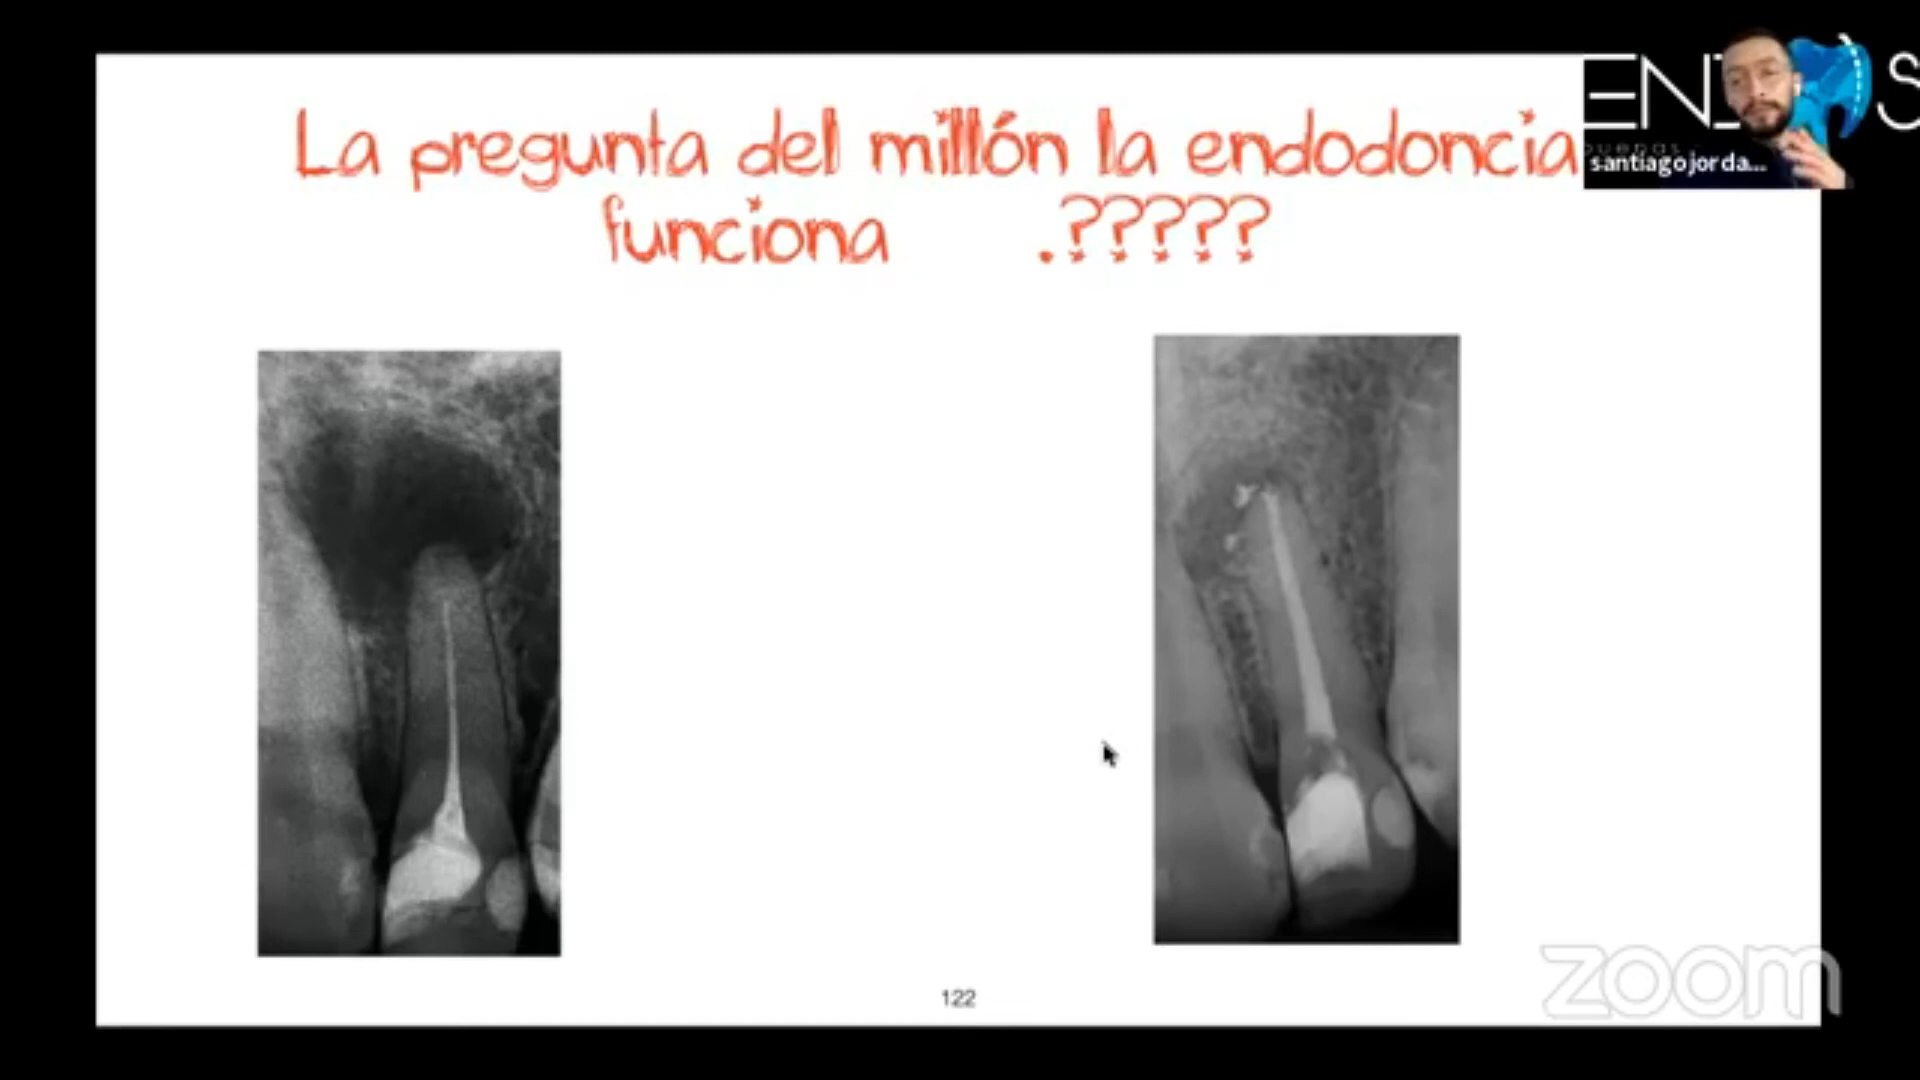 La pregunta del millón la endodoncia
funciona .?????
santiagojorda...
122
zoom